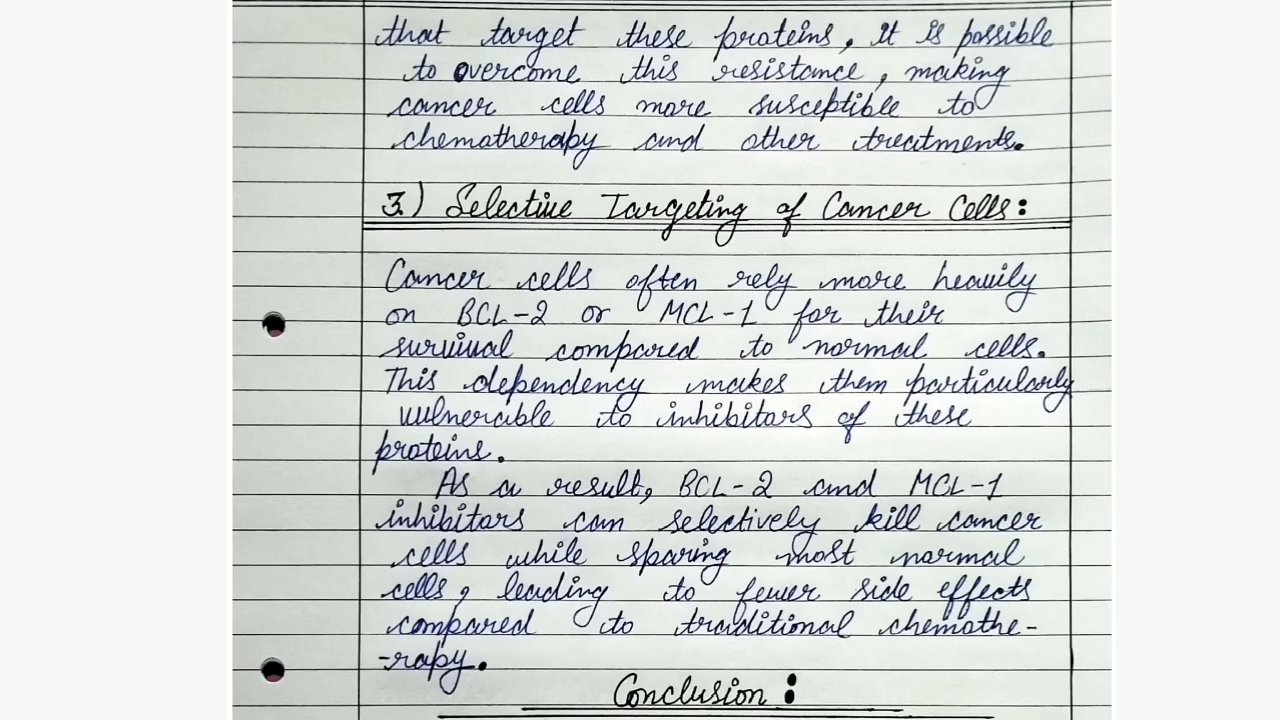 that target these proteins, it is possible
to overcome this resistance, making
cancer cells more susceptible to
chemotherapy and other treatments.
3.) Selective Targeting of Cancer Cells:
Cancer cells often rely more heavily
on BCL-2 or MCL-1 for their
survival compared to normal cells.
This dependency makes them particularly
vulnerable to inhibitors of these
proteins.
As a result, BCL-2 and MCL-1
inhibitors can selectively kill cancer
cells while sparing most normal
cells, leading to fewer side effects
compared to traditional chemothe-
-rapy.
Conclusion: